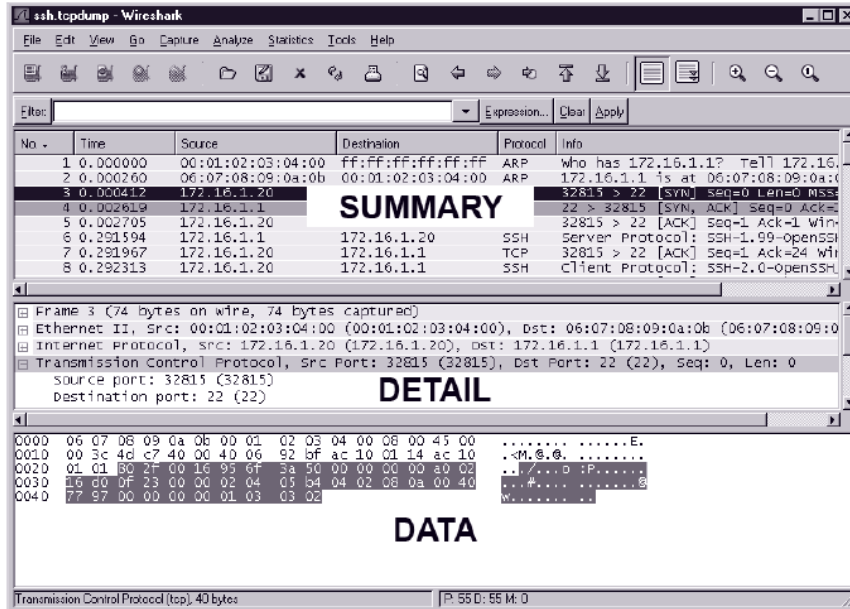 ssh.tcpdump - Wireshark
File Edit View Go Capture Analyze Statistics Tools Help
Filter: Expression... Clear Apply
No. - Time Source Destination Protocol Info
1 0.000000 00:01:02:03:04:00 ff:ff:ff:ff:ff:ff ARP who has 172.16.1.1? Tell 172.16.
2 0.000260 06:07:08:09:0a:0b 00:01:02:03:04:00 ARP 172.16.1.1 is at 06:07:08:09:0a:
3 0.000412 172.16.1.20 32815 > 22 [SYN] Seq=0 Len=0 MSS=
4 0.002619 172.16.1.1 22 > 32815 [SYN, ACK] Seq=0 Ack=
SUMMARY
5 0.002705 172.16.1.20 32815 > 22 [ACK] Seq=1 Ack=1 Win=
6 0.291594 172.16.1.1 172.16.1.20 SSH Server Protocol: SSH-1.99-OpenSSH
7 0.291967 172.16.1.20 172.16.1.1 TCP 32815 > 22 [ACK] Seq=1 Ack=24 Win
8 0.292313 172.16.1.20 172.16.1.1 SSH Client Protocol: SSH-2.0-OpenSSH_
Frame 3 (74 bytes on wire, 74 bytes captured)
Ethernet II, Src: 00:01:02:03:04:00 (00:01:02:03:04:00), Dst: 06:07:08:09:0a:0b (06:07:08:09:0
Internet Protocol, Src: 172.16.1.20 (172.16.1.20), Dst: 172.16.1.1 (172.16.1.1)
Transmission Control Protocol, Src Port: 32815 (32815), Dst Port: 22 (22), Seq: 0, Len: 0
Source port: 32815 (32815)
Destination port: 22 (22)
DETAIL
0000 06 07 08 09 0a 0b 00 01 02 03 04 00 08 00 45 00 ........ ......E.
0010 00 3c 4d c7 40 00 40 06 92 bf ac 10 01 14 ac 10 .<M.@.@. ........
0020 01 01 80 2f 00 16 95 6f 3a 50 00 00 00 00 a0 02 .../...o :P......
0030 16 d0 0f 23 00 00 02 04 05 b4 04 02 08 0a 00 40 ...#.... .......@
0040 77 97 00 00 00 00 01 03 03 02 w....... ..
DATA
Transmission Control Protocol (tcp), 40 bytes P: 55 D: 55 M: 0